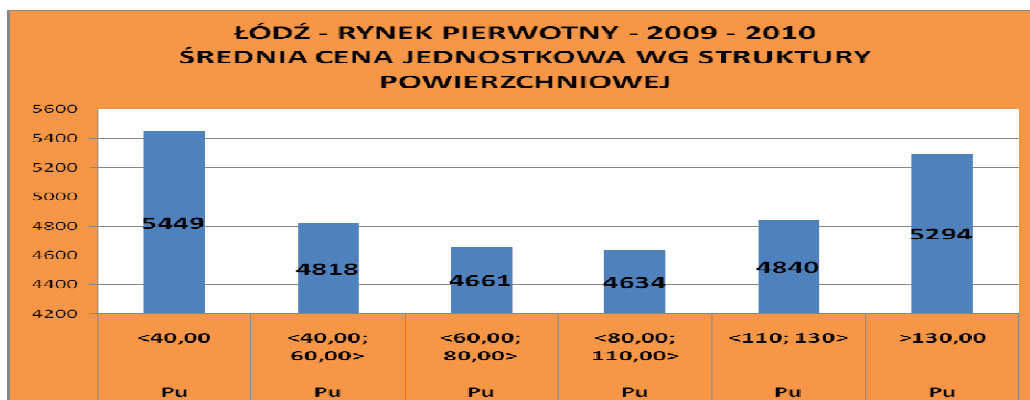 ŁÓDŹ - RYNEK PIERWOTNY - 2009 - 2010
ŚREDNIA CENA JEDNOSTKOWA WG STRUKTURY
POWIERZCHNIOWEJ
5600
5400
5200
5000
4800
4600
4400
4200
5449
4818
4661
4634
4840
5294
<40,00
<40,00;
60,00>
<60,00;
80,00>
<80,00;
110,00>
<110; 130>
>130,00
Pu
Pu
Pu
Pu
Pu
Pu